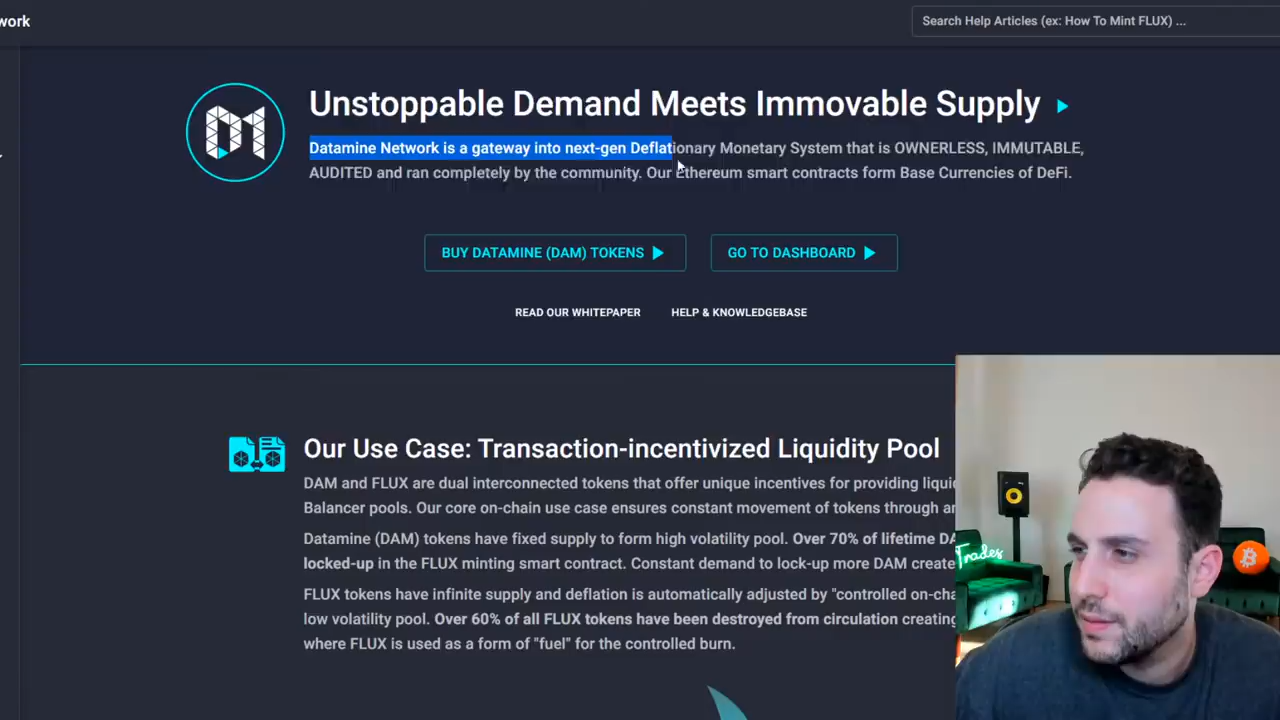 work
Search Help Articles (ex: How To Mint FLUX) ...
Unstoppable Demand Meets Immovable Supply
Datamine Network is a gateway into next-gen Deflationary Monetary System that is OWNERLESS, IMMUTABLE,
AUDITED and ran completely by the community. Our Ethereum smart contracts form Base Currencies of DeFi.
BUY DATAMINE (DAM) TOKENS
GO TO DASHBOARD
READ OUR WHITEPAPER
HELP & KNOWLEDGEBASE
Our Use Case: Transaction-incentivized Liquidity Pool
DAM and FLUX are dual interconnected tokens that offer unique incentives for providing liquid
Balancer pools. Our core on-chain use case ensures constant movement of tokens through
Datamine (DAM) tokens have fixed supply to form high volatility pool. Over 70% of lifetime DA
locked-up in the FLUX minting smart contract. Constant demand to lock-up more DAM create
FLUX tokens have infinite supply and deflation is automatically adjusted by "controlled on-cha
low volatility pool. Over 60% of all FLUX tokens have been destroyed from circulation creating
where FLUX is used as a form of "fuel" for the controlled burn.
Trades